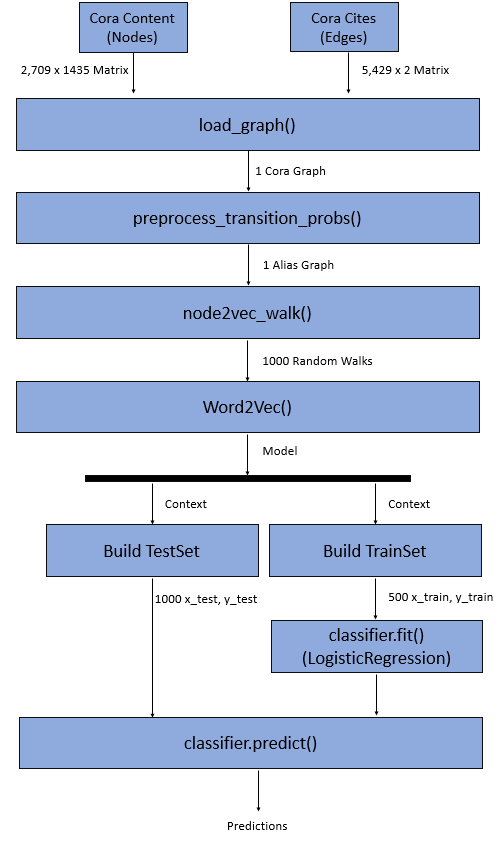 Cora Content
(Nodes)
Cora Cites
(Edges)
2,709 x 1435 Matrix
5,429 x 2 Matrix
load_graph()
1 Cora Graph
preprocess_transition_probs()
1 Alias Graph
node2vec_walk()
1000 Random Walks
Word2Vec()
Model
Context
Context
Build TestSet
Build TrainSet
1000 x_test, y_test
500 x_train, y_train
classifier.fit()
(LogisticRegression)
classifier.predict()
Predictions